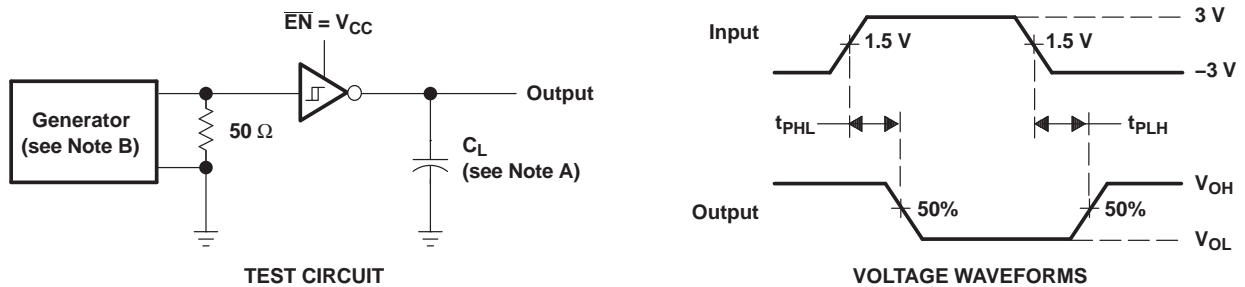 EN = VCC
Generator
(see Note B)
50 Ω
Output
CL
(see Note A)
TEST CIRCUIT
Input
3 V
1.5 V
1.5 V
–3 V
tPHL
tPLH
Output
VOH
50%
50%
VOL
VOLTAGE WAVEFORMS